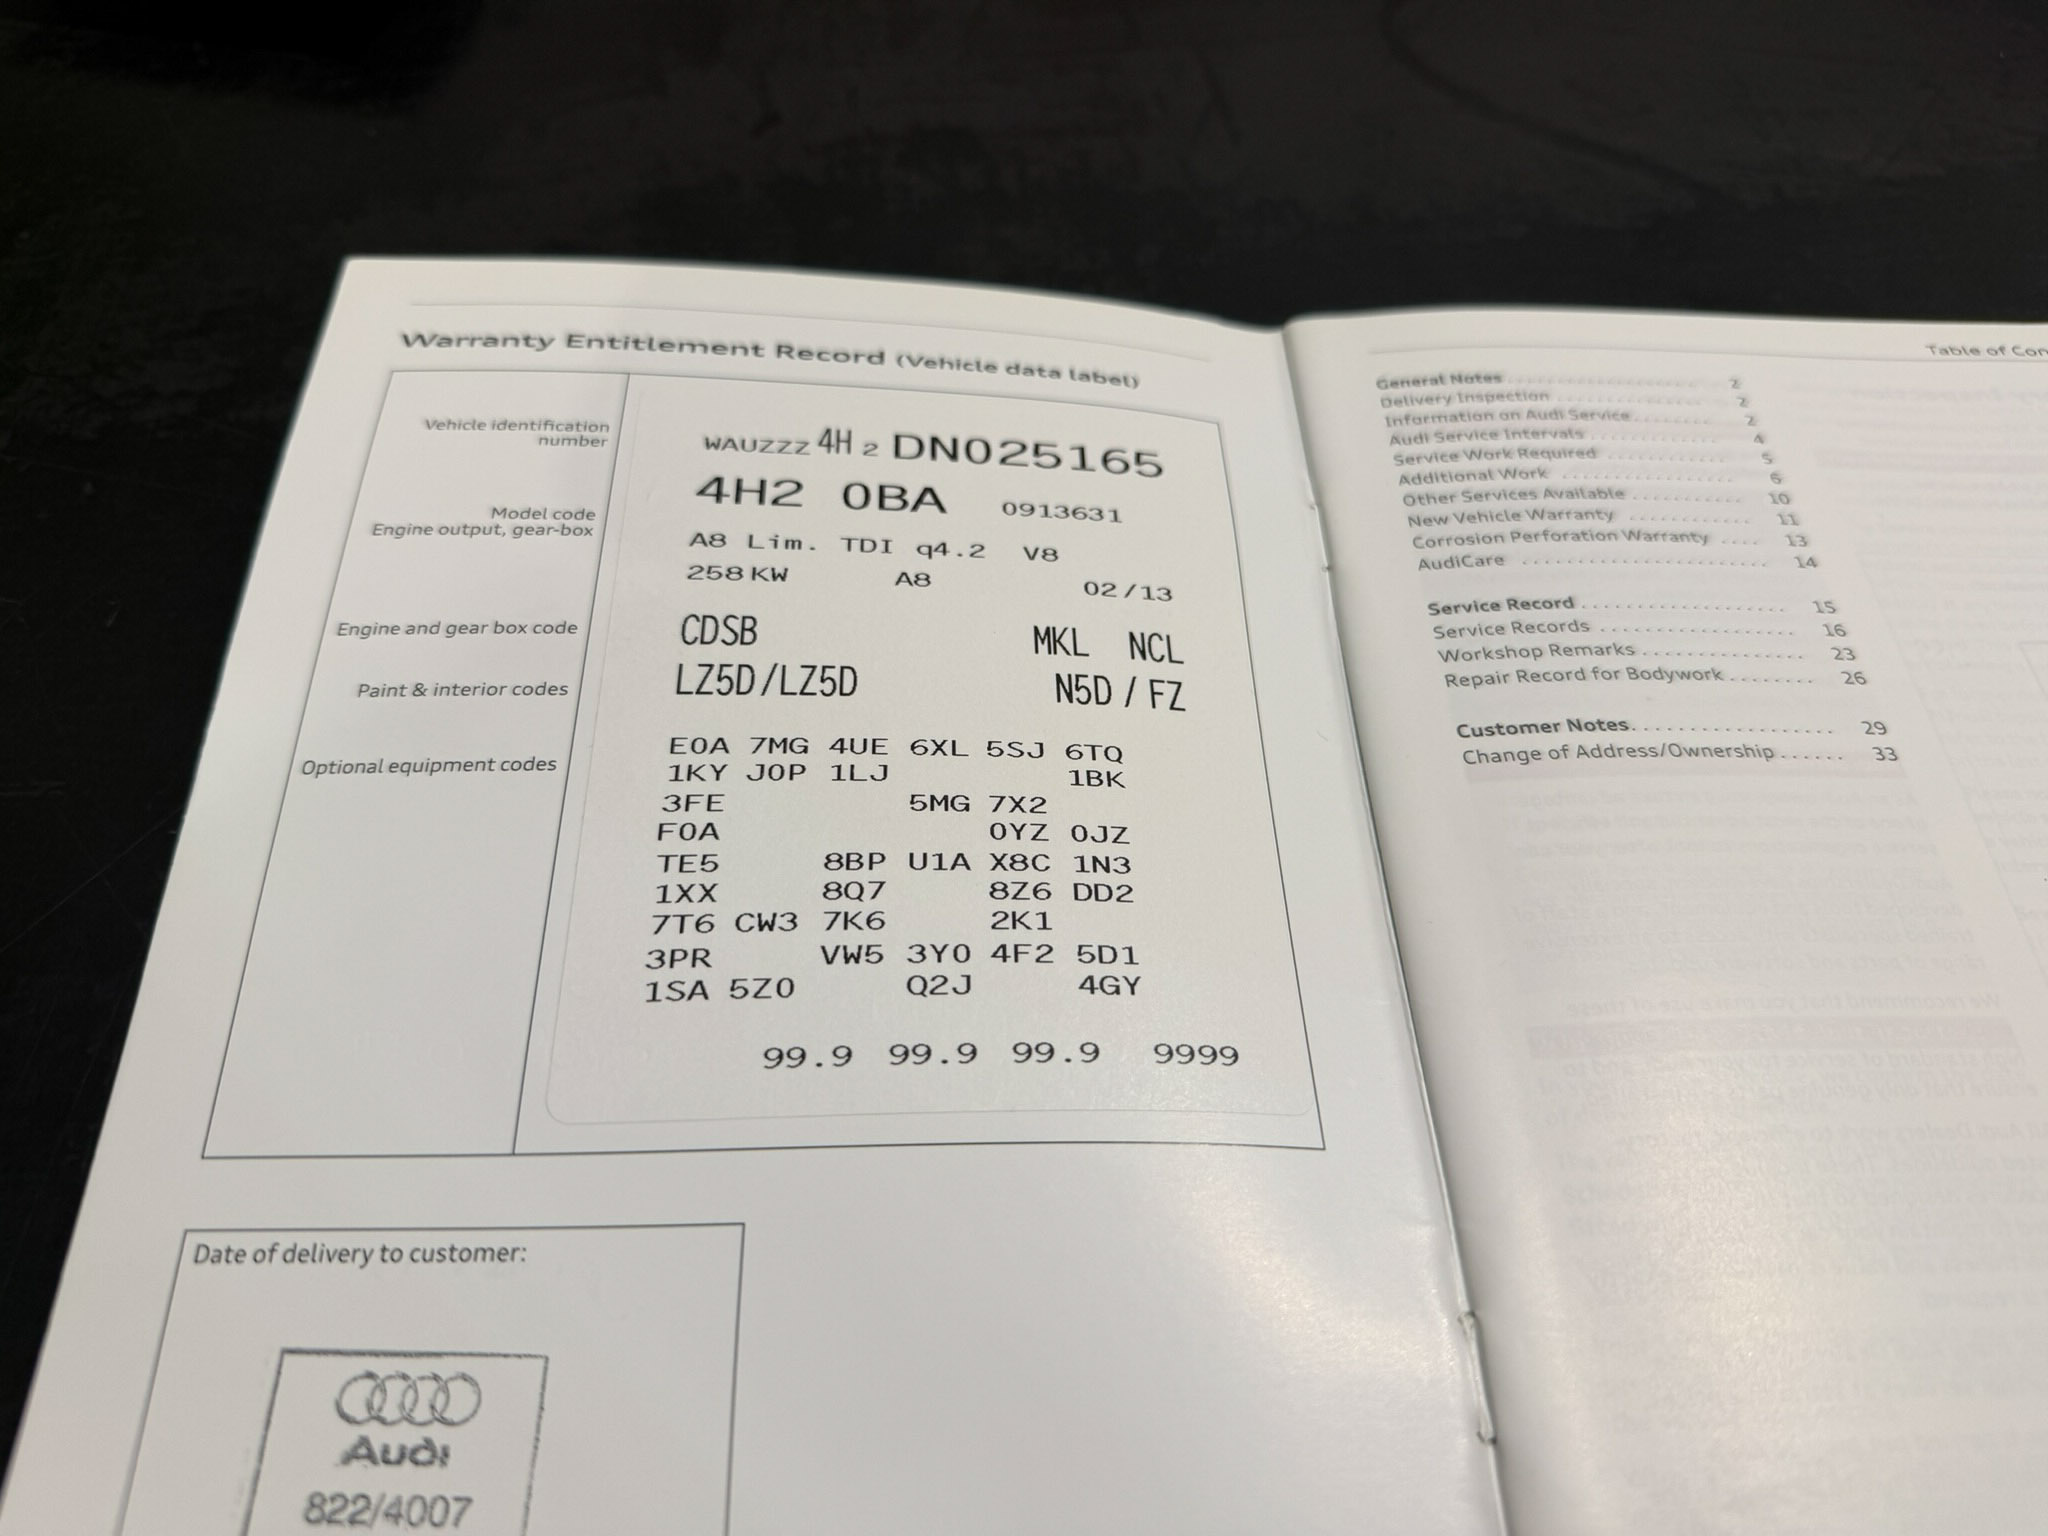 Warranty Entitlement Record (Vehicle data label)
Vehicle identification
number
WAUZZZ 4H 2 DN025165
4H2 0BA 0913631
Model code
Engine output, gear-box
A8 Lim. TDI q4.2 V8
258 KW A8 02/13
Engine and gear box code
CDSB MKL NCL
Paint & interior codes
LZ5D/LZ5D N5D / FZ
Optional equipment codes
E0A 7MG 4UE 6XL 5SJ 6TQ
1KY J0P 1LJ 1BK
3FE 5MG 7X2
F0A 0YZ 0JZ
TE5 8BP U1A X8C 1N3
1XX 8Q7 8Z6 DD2
7T6 CW3 7K6 2K1
3PR VW5 3Y0 4F2 5D1
1SA 5Z0 Q2J 4GY
99.9 99.9 99.9 9999
Date of delivery to customer:
Audi
822/4007
Table of
General Notes 2
Delivery Inspection 2
Information on Audi Service 2
Audi Service Intervals 4
Service Work Required 5
Additional Work 6
Other Services Available 10
New Vehicle Warranty 11
Corrosion Perforation Warranty 13
AudiCare 14
Service Record 15
Service Records 16
Workshop Remarks 23
Repair Record for Bodywork 26
Customer Notes 29
Change of Address/Ownership 33